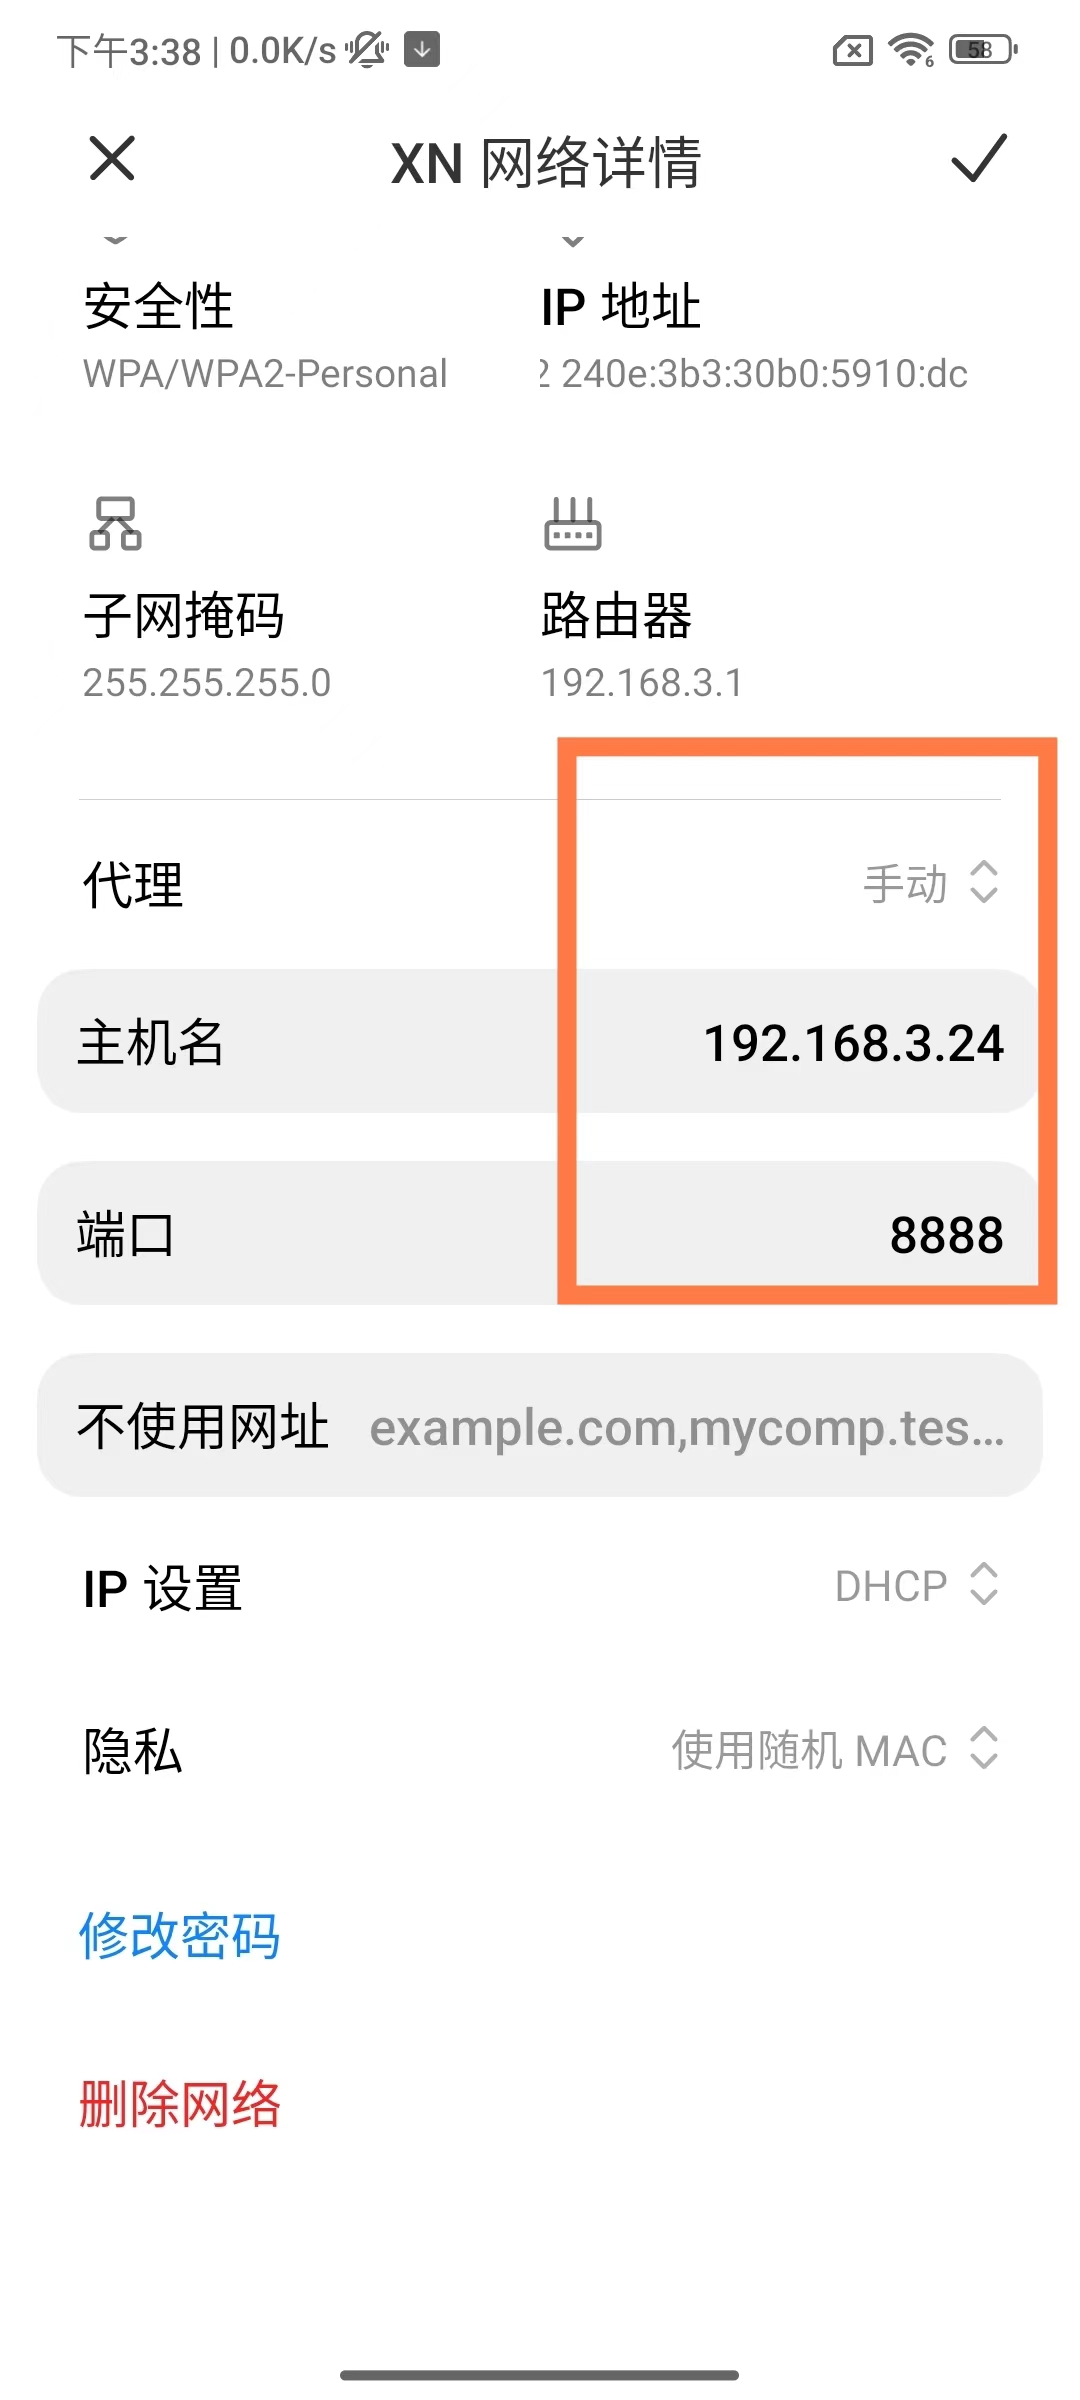 下午3:38 | 0.0K/s
6
58
XN 网络详情
安全性
IP 地址
WPA/WPA2-Personal
2 240e:3b3:30b0:5910:dc
子网掩码
路由器
255.255.255.0
192.168.3.1
代理
手动
主机名
192.168.3.24
端口
8888
不使用网址
example.com,mycomp.tes...
IP 设置
DHCP
隐私
使用随机 MAC
修改密码
删除网络